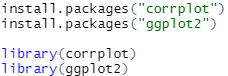 install.packages("corrplot")
install.packages("ggplot2")
library(corrplot)
library(ggplot2)